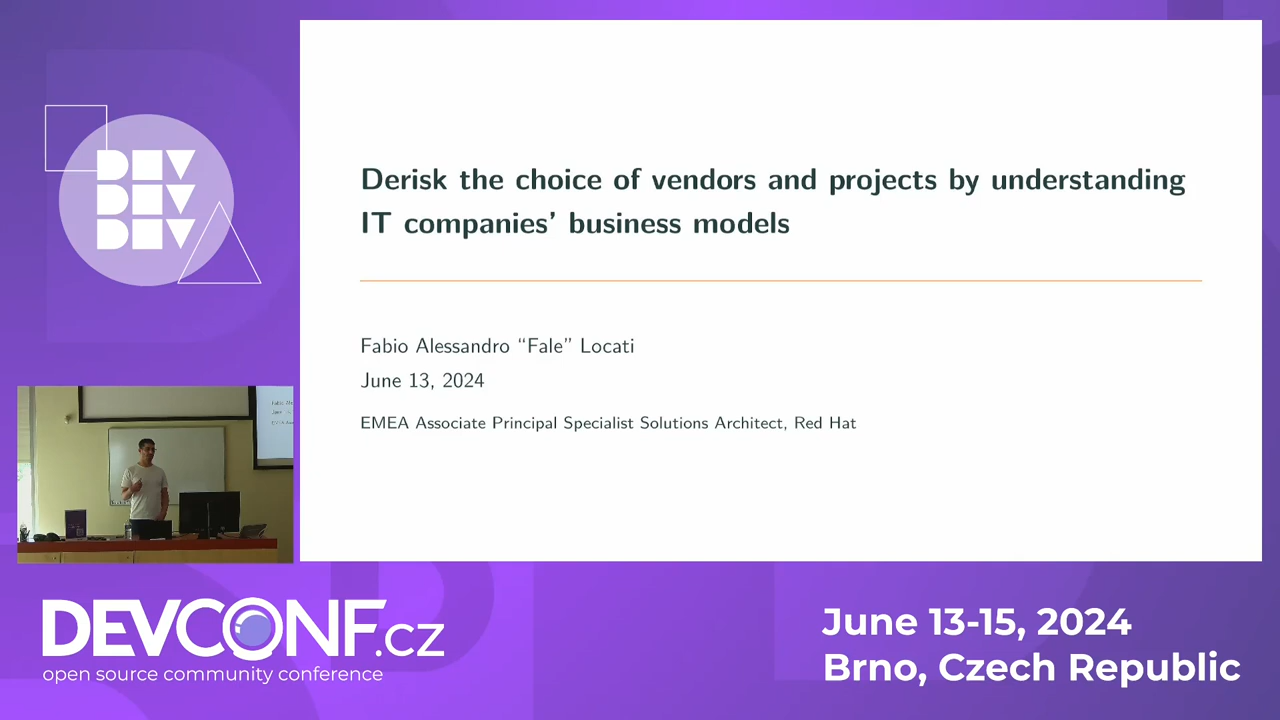 DEV
DEV
DEV
Derisk the choice of vendors and projects by understanding
IT companies’ business models
Fabio Alessandro “Fale” Locati
June 13, 2024
EMEA Associate Principal Specialist Solutions Architect, Red Hat
DEVCONF.cz
open source community conference
June 13-15, 2024
Brno, Czech Republic